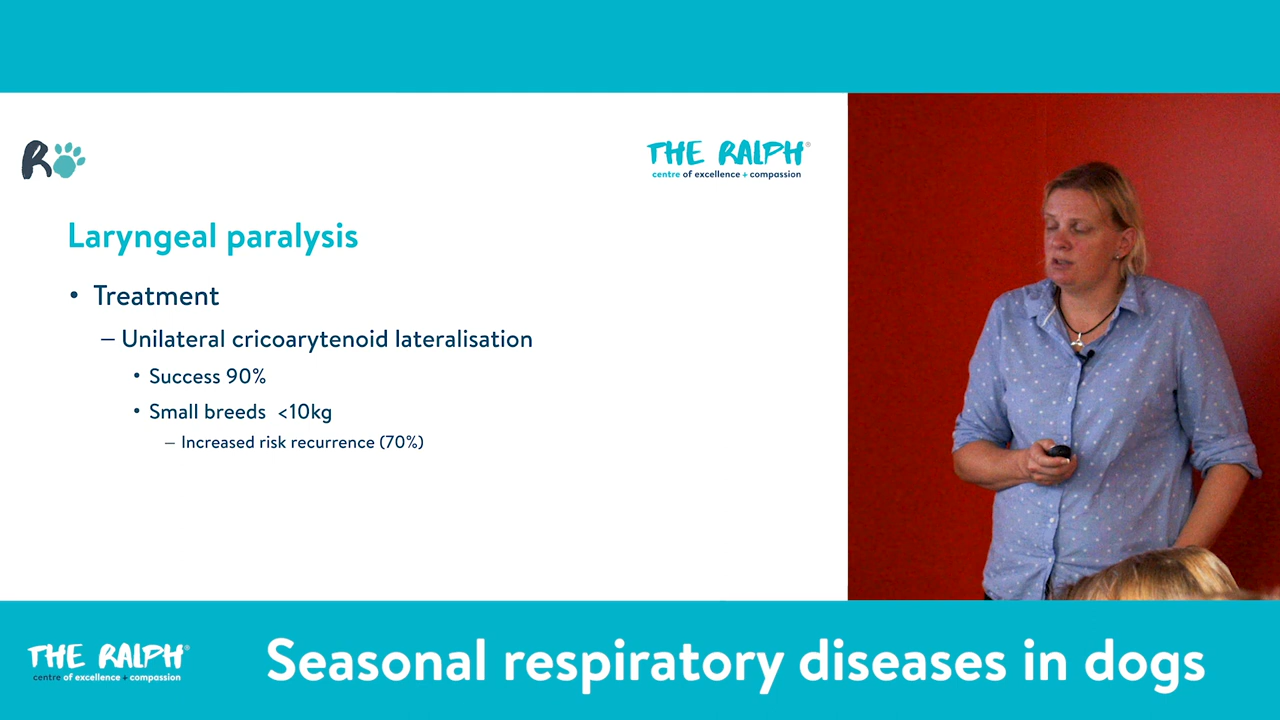 R
THE RALPH®
centre of excellence + compassion
Laryngeal paralysis
• Treatment
– Unilateral cricoarytenoid lateralisation
• Success 90%
• Small breeds <10kg
– Increased risk recurrence (70%)
THE RALPH®
centre of excellence + compassion
Seasonal respiratory diseases in dogs